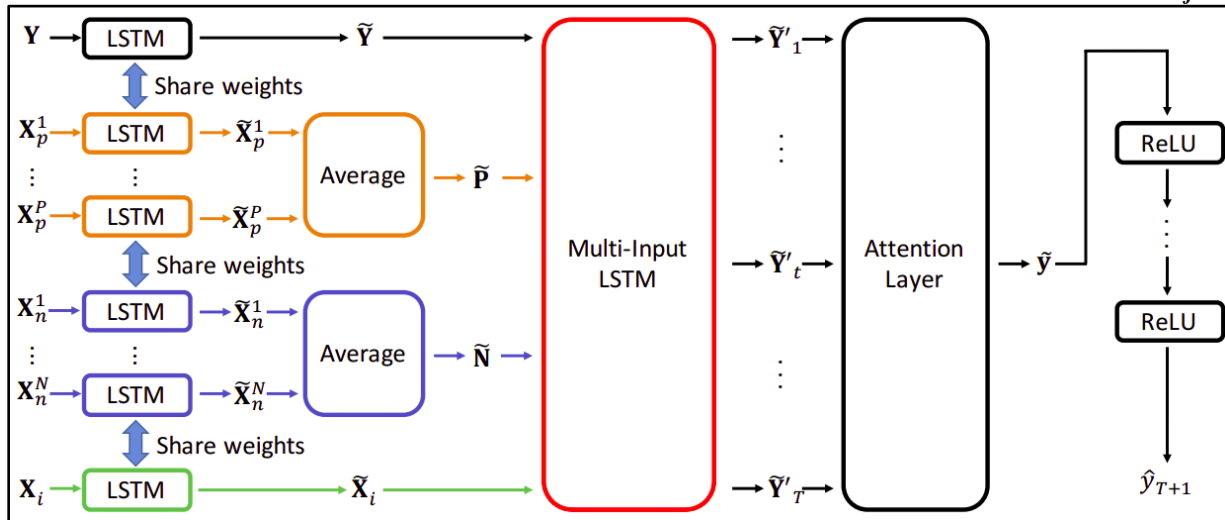 Y LSTM Ỹ Ỹ'₁
Share weights
X_p^1 LSTM X̃_p^1
⋮ ⋮ Average P̃ ⋮ ReLU
X_p^P LSTM X̃_p^P ⋮
Share weights Multi-Input LSTM Ỹ'_t Attention Layer ỹ
X_n^1 LSTM X̃_n^1 ReLU
⋮ ⋮ Average Ñ ⋮
X_n^N LSTM X̃_n^N
Share weights
X_i LSTM X̃_i Ỹ'_T ŷ_{T+1}